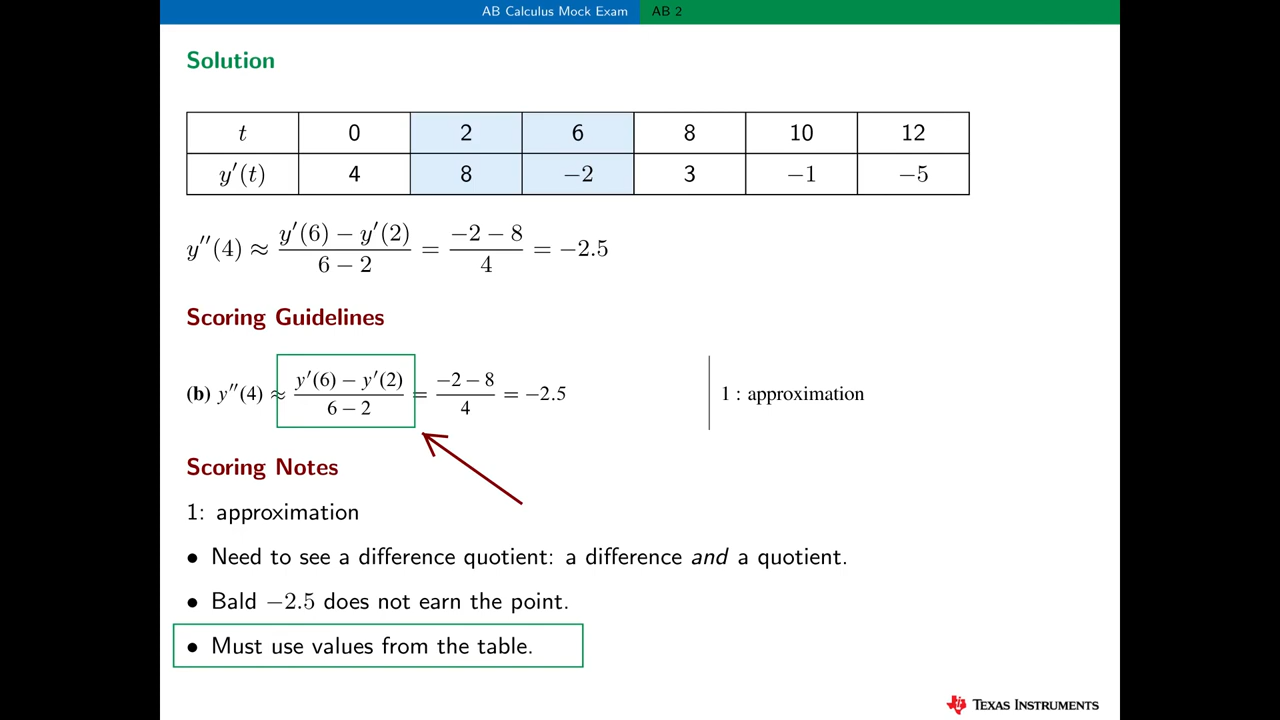 AB Calculus Mock Exam AB 2
Solution
t 0 2 6 8 10 12
y′(t) 4 8 −2 3 −1 −5
y″(4) ≈ (y′(6) − y′(2))/(6 − 2) = (−2 − 8)/4 = −2.5
Scoring Guidelines
(b) y″(4) ≈ (y′(6) − y′(2))/(6 − 2) = (−2 − 8)/4 = −2.5 1 : approximation
Scoring Notes
1: approximation
• Need to see a difference quotient: a difference and a quotient.
• Bald −2.5 does not earn the point.
• Must use values from the table.
TEXAS INSTRUMENTS